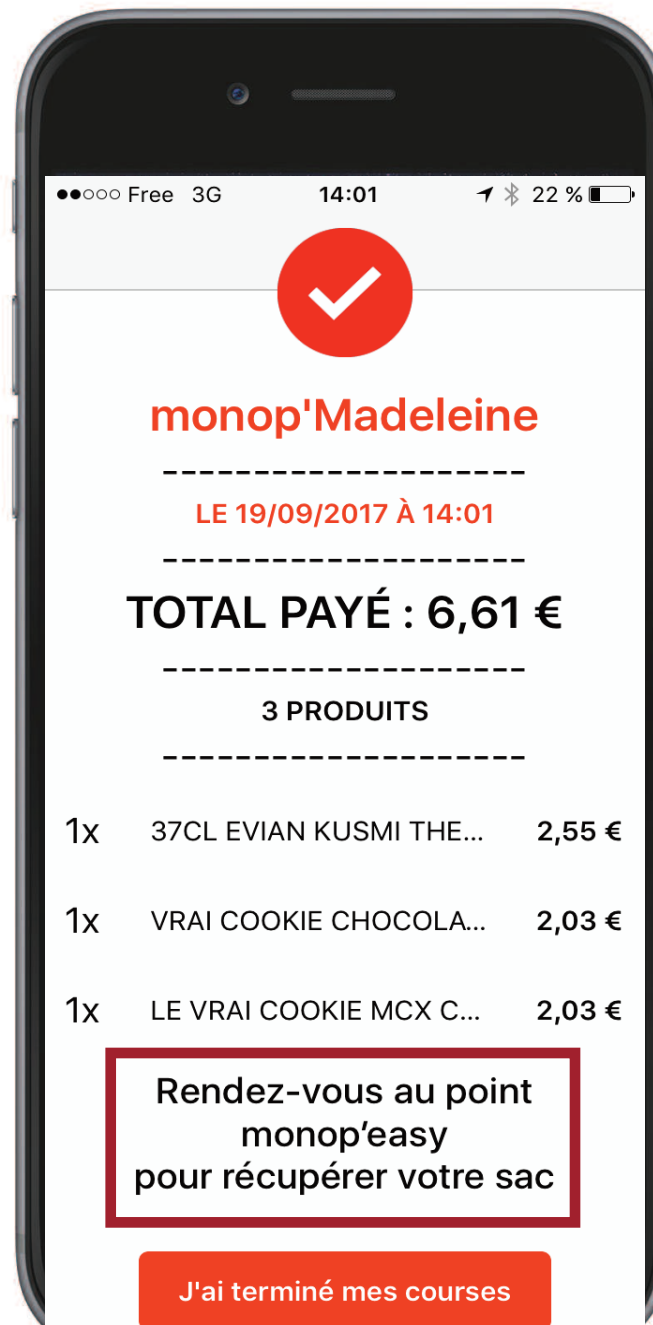 Free 3G 14:01 22 %
monop'Madeleine
--------------------
LE 19/09/2017 À 14:01
--------------------
TOTAL PAYÉ : 6,61 €
--------------------
3 PRODUITS
--------------------
1x 37CL EVIAN KUSMI THE... 2,55 €
1x VRAI COOKIE CHOCOLA... 2,03 €
1x LE VRAI COOKIE MCX C... 2,03 €
Rendez-vous au point
monop’easy
pour récupérer votre sac
J'ai terminé mes courses